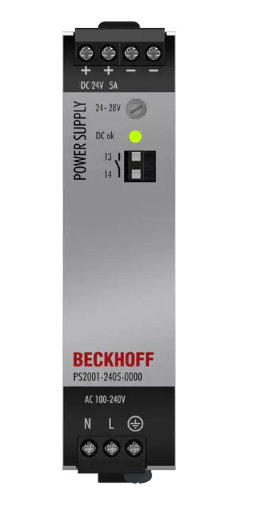 + + − −
DC 24V 5A
POWER SUPPLY
24-28V
DC ok
13
14
BECKHOFF
PS2001-2405-0000
AC 100-240V
N L